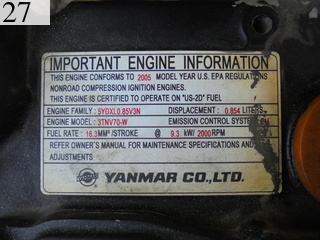 27
IMPORTANT ENGINE INFORMATION
THIS ENGINE CONFORMS TO 2005 MODEL YEAR U.S. EPA REGULATIONS
NONROAD COMPRESSION IGNITION ENGINES.
THIS ENGINE IS CERTIFIED TO OPERATE ON "US-2D" FUEL
ENGINE FAMILY : 5YDXL0.85V3N DISPLACEMENT : 0.854 LITERS
ENGINE MODEL : 3TNV70-W EMISSION CONTROL SYSTEM : EM
FUEL RATE : 16.3MM³ /STROKE @ 9.3 kW/ 2000 RPM
REFER OWNER'S MANUAL FOR MAINTENANCE SPECIFICATIONS AND
ADJUSTMENTS
YANMAR CO.,LTD.